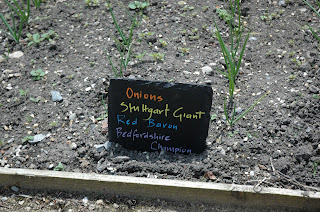 Onions
Stuttgart Giant
Red Baron
Bedfordshire
Champion